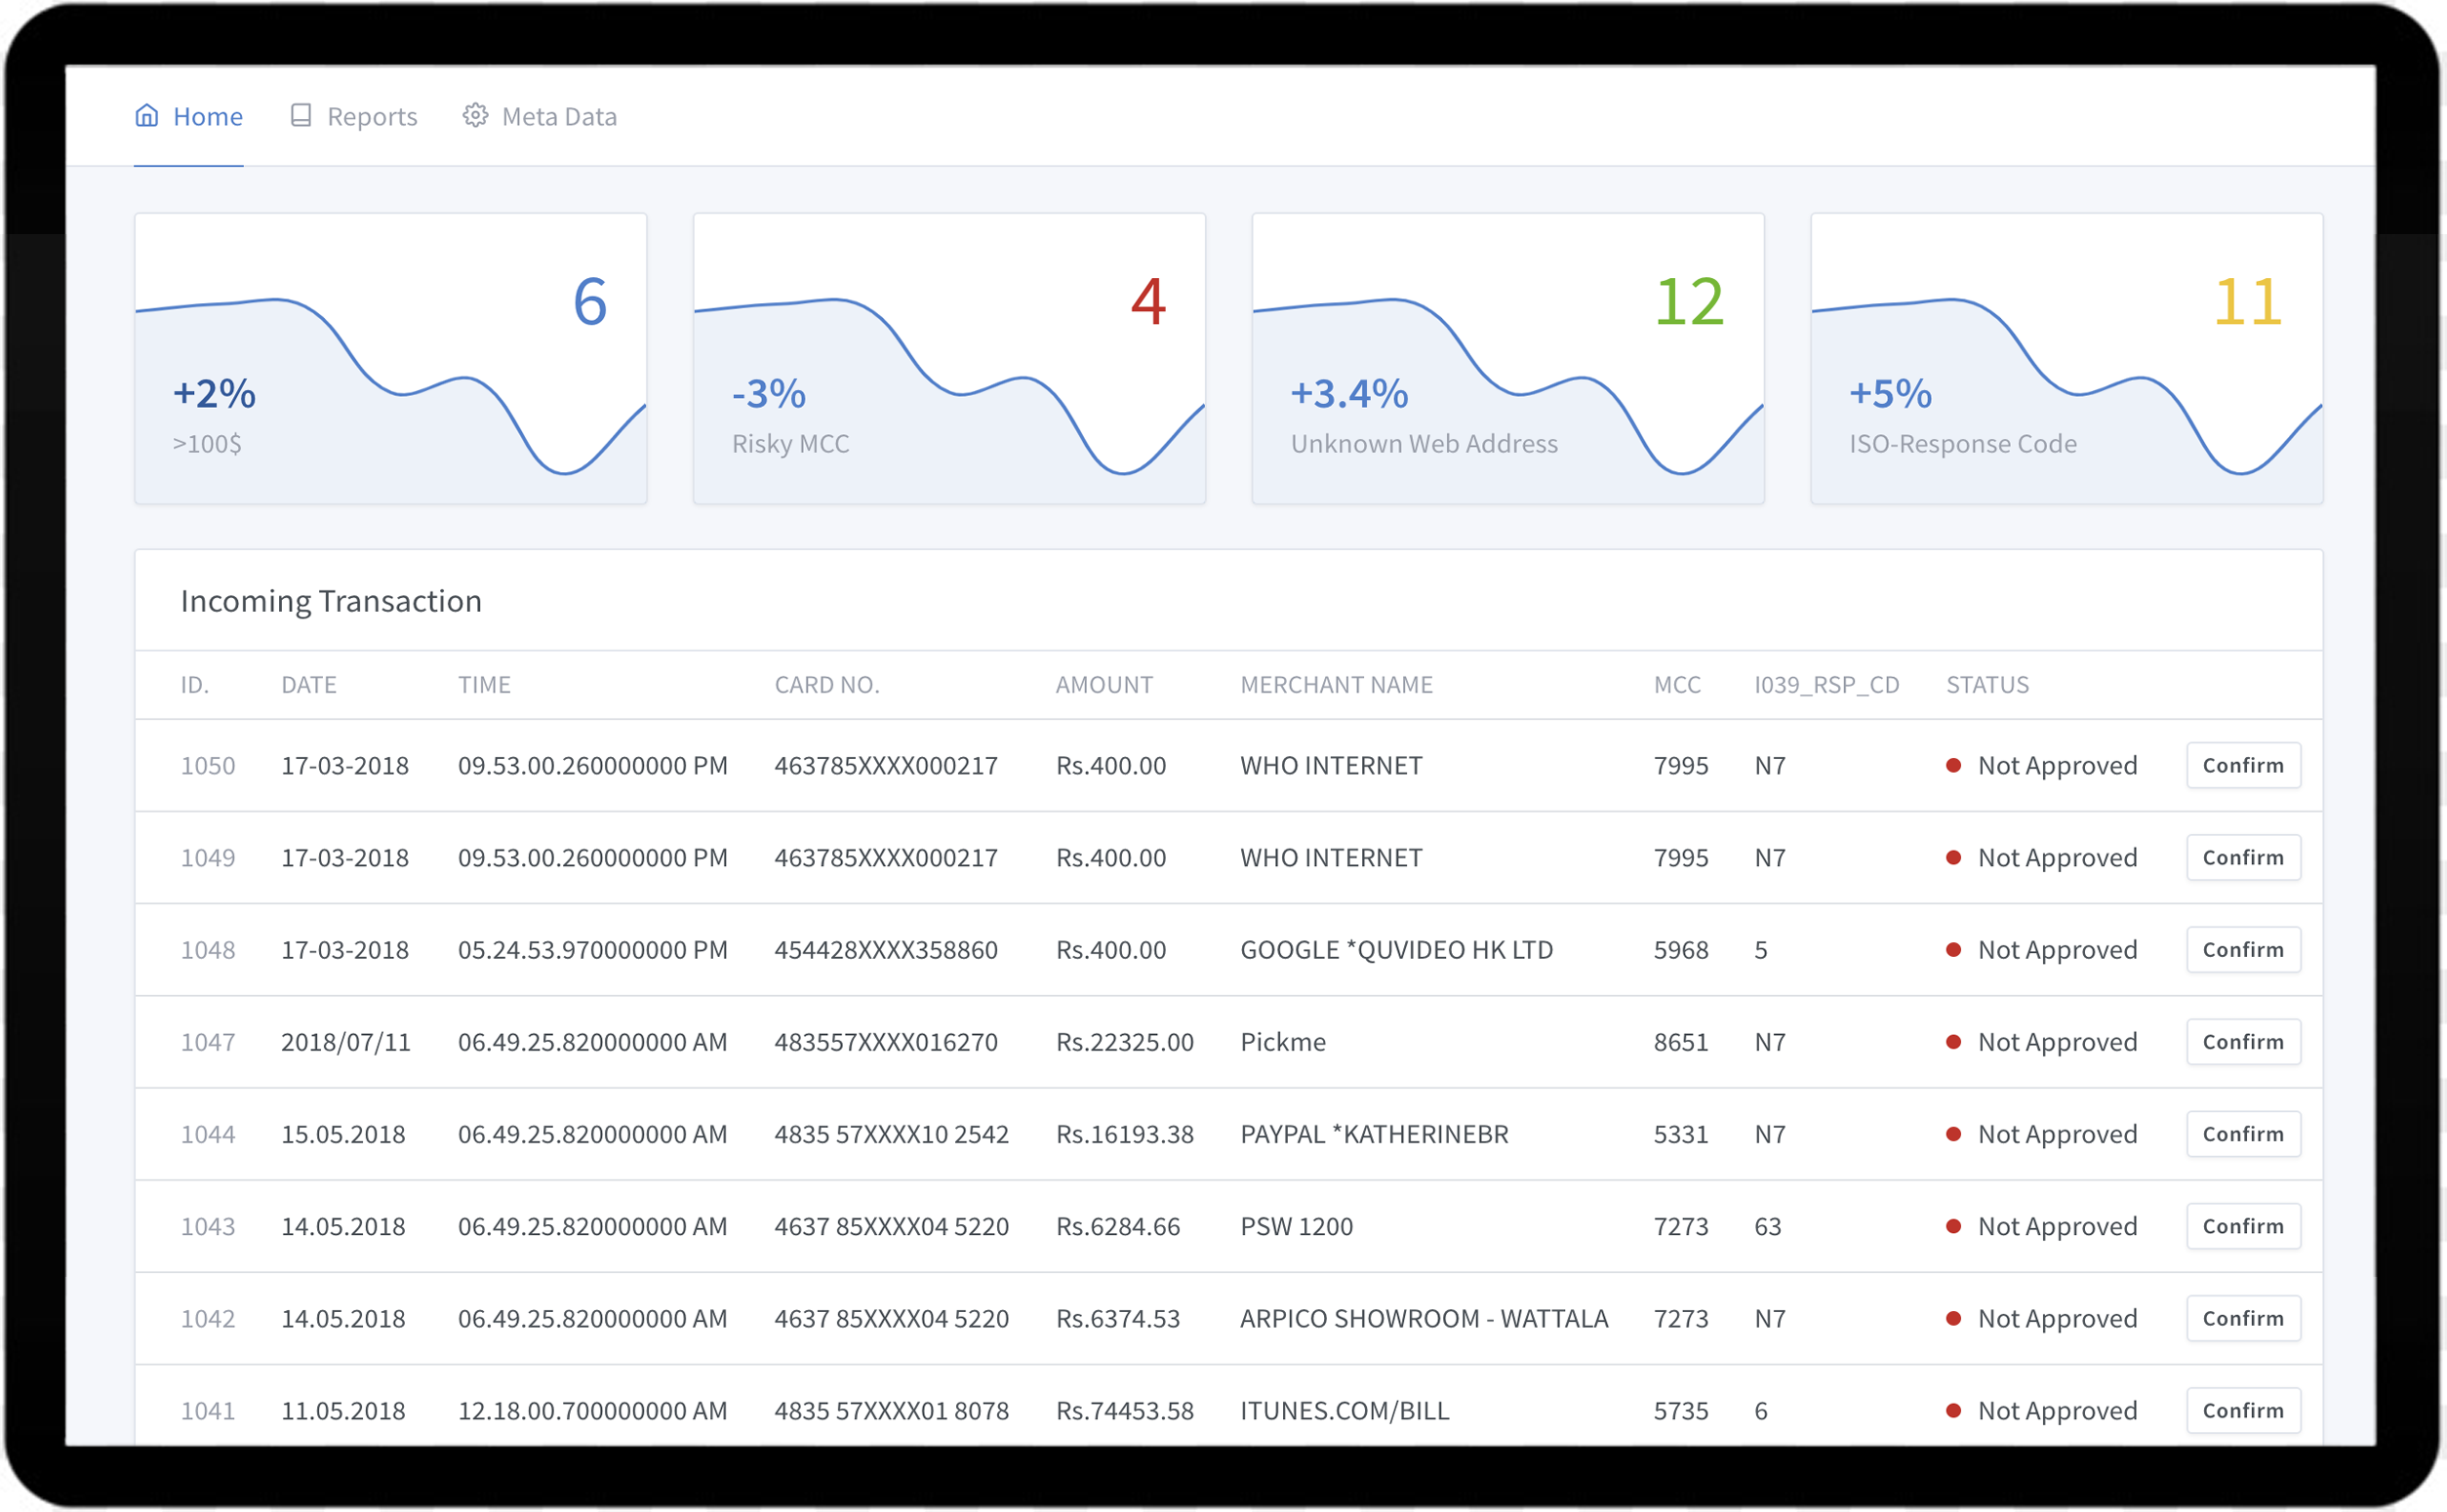 Home Reports Meta Data
6
+2%
>100$
4
-3%
Risky MCC
12
+3.4%
Unknown Web Address
11
+5%
ISO-Response Code
Incoming Transaction
ID. DATE TIME CARD NO. AMOUNT MERCHANT NAME MCC I039_RSP_CD STATUS
1050 17-03-2018 09.53.00.260000000 PM 463785XXXX000217 Rs.400.00 WHO INTERNET 7995 N7 Not Approved Confirm
1049 17-03-2018 09.53.00.260000000 PM 463785XXXX000217 Rs.400.00 WHO INTERNET 7995 N7 Not Approved Confirm
1048 17-03-2018 05.24.53.970000000 PM 454428XXXX358860 Rs.400.00 GOOGLE *QUVIDEO HK LTD 5968 5 Not Approved Confirm
1047 2018/07/11 06.49.25.820000000 AM 483557XXXX016270 Rs.22325.00 Pickme 8651 N7 Not Approved Confirm
1044 15.05.2018 06.49.25.820000000 AM 4835 57XXXX10 2542 Rs.16193.38 PAYPAL *KATHERINEBR 5331 N7 Not Approved Confirm
1043 14.05.2018 06.49.25.820000000 AM 4637 85XXXX04 5220 Rs.6284.66 PSW 1200 7273 63 Not Approved Confirm
1042 14.05.2018 06.49.25.820000000 AM 4637 85XXXX04 5220 Rs.6374.53 ARPICO SHOWROOM - WATTALA 7273 N7 Not Approved Confirm
1041 11.05.2018 12.18.00.700000000 AM 4835 57XXXX01 8078 Rs.74453.58 ITUNES.COM/BILL 5735 6 Not Approved Confirm